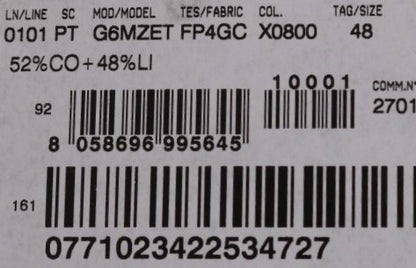 LN/LINE SC MOD/MODEL TES/FABRIC COL. TAG/SIZE
0101 PT G6MZET FP4GC X0800 48
52%CO+48%LI
10001 COMM.N°
92 2701
8 058696 995645
161
0771023422534727